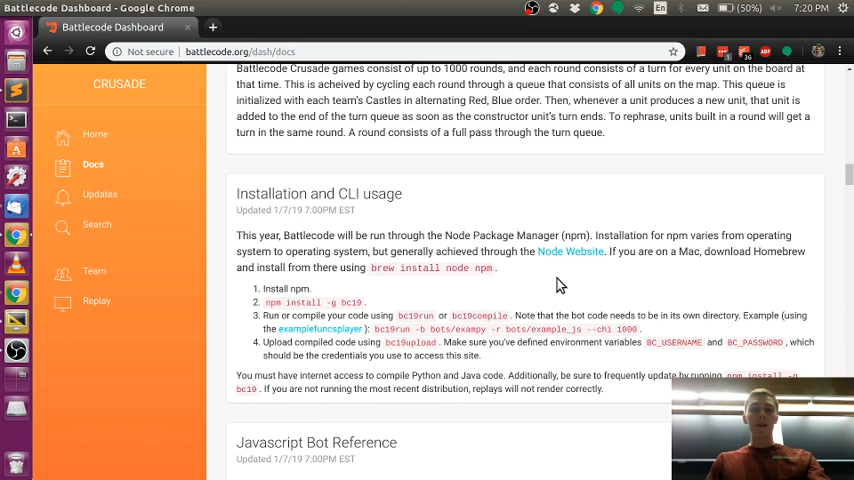 Battlecode Dashboard - Google Chrome
En
(50%)
7:20 PM
Battlecode Dashboard
Not secure
battlecode.org/dash/docs
36
ABP
CRUSADE
Home
Docs
Updates
Search
Team
Replay
Battlecode Crusade games consist of up to 1000 rounds, and each round consists of a turn for every unit on the board at
that time. This is acheived by cycling each round through a queue that consists of all units on the map. This queue is
initialized with each team's Castles in alternating Red, Blue order. Then, whenever a unit produces a new unit, that unit is
added to the end of the turn queue as soon as the constructor unit's turn ends. To rephrase, units built in a round will get a
turn in the same round. A round consists of a full pass through the turn queue.
Installation and CLI usage
Updated 1/7/19 7:00PM EST
This year, Battlecode will be run through the Node Package Manager (npm). Installation for npm varies from operating
system to operating system, but generally achieved through the Node Website. If you are on a Mac, download Homebrew
and install from there using brew install node npm.
1. Install npm.
2. npm install -g bc19.
3. Run or compile your code using bc19run or bc19compile. Note that the bot code needs to be in its own directory. Example (using
the examplefuncsplayer): bc19run -b bots/exampy -r bots/example_js --chi 1000.
4. Upload compiled code using bc19upload. Make sure you've defined environment variables BC_USERNAME and BC_PASSWORD, which
should be the credentials you use to access this site.
You must have internet access to compile Python and Java code. Additionally, be sure to frequently update by running npm install -g
bc19. If you are not running the most recent distribution, replays will not render correctly.
Javascript Bot Reference
Updated 1/7/19 7:00PM EST